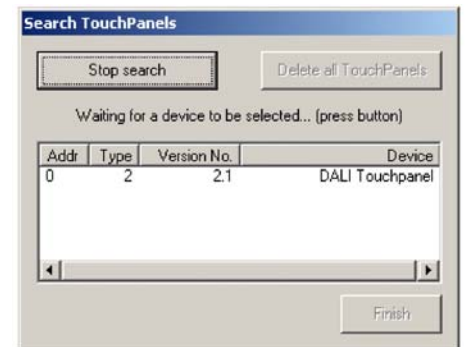 Search TouchPanels
Stop search Delete all TouchPanels
Waiting for a device to be selected... (press button)
Addr Type Version No. Device
0 2 2.1 DALI Touchpanel
Finish